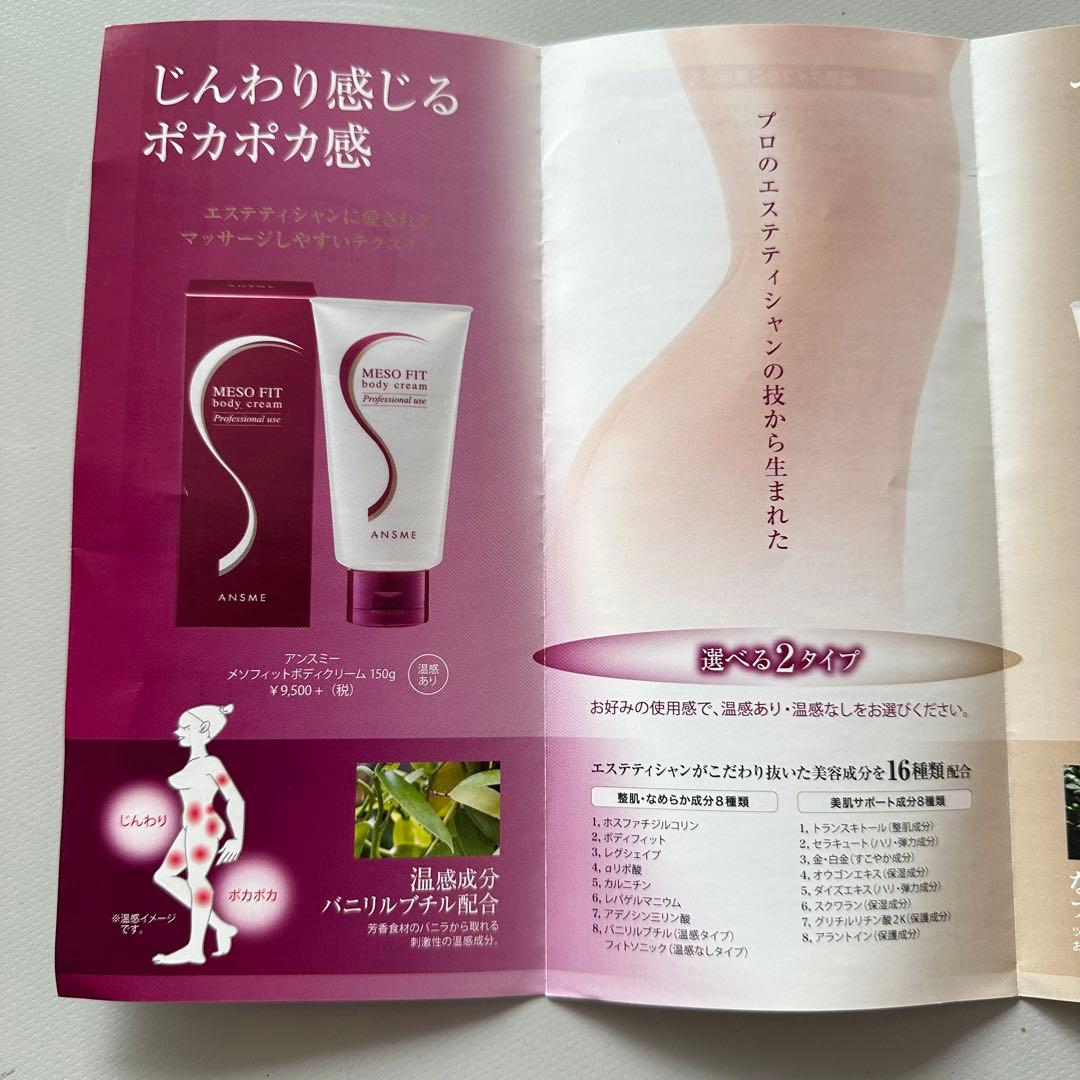 じんわり感じる
ポカポカ感
エステティシャンに愛される
マッサージしやすいテクスチャー
ANSME
MESO FIT
body cream
Professional use
ANSME
MESO FIT
body cream
Professional use
ANSME
アンスミー
メソフィットボディクリーム 150g
￥9,500＋（税）
温感
あり
じんわり
ポカポカ
※温感イメージ
です。
温感成分
バニリルブチル配合
芳香食材のバニラから取れる
刺激性の温感成分。
プロのエステティシャンの技から生まれた
選べる2タイプ
お好みの使用感で、温感あり・温感なしをお選びください。
エステティシャンがこだわり抜いた美容成分を16種類配合
整肌・なめらか成分8種類
1, ホスファチジルコリン
2, ボディフィット
3, レグシェイプ
4, αリポ酸
5, カルニチン
6, レパゲルマニウム
7, アデノシン三リン酸
8, バニリルブチル（温感タイプ）
フィトソニック（温感なしタイプ）
美肌サポート成分8種類
1, トランスキトール（整肌成分）
2, セラキュート（ハリ・弾力成分）
3, 金・白金（すこやか成分）
4, オウゴンエキス（保湿成分）
5, ダイズエキス（ハリ・弾力成分）
6, スクワラン（保湿成分）
7, グリチルリチン酸2K（保護成分）
8, アラントイン（保護成分）